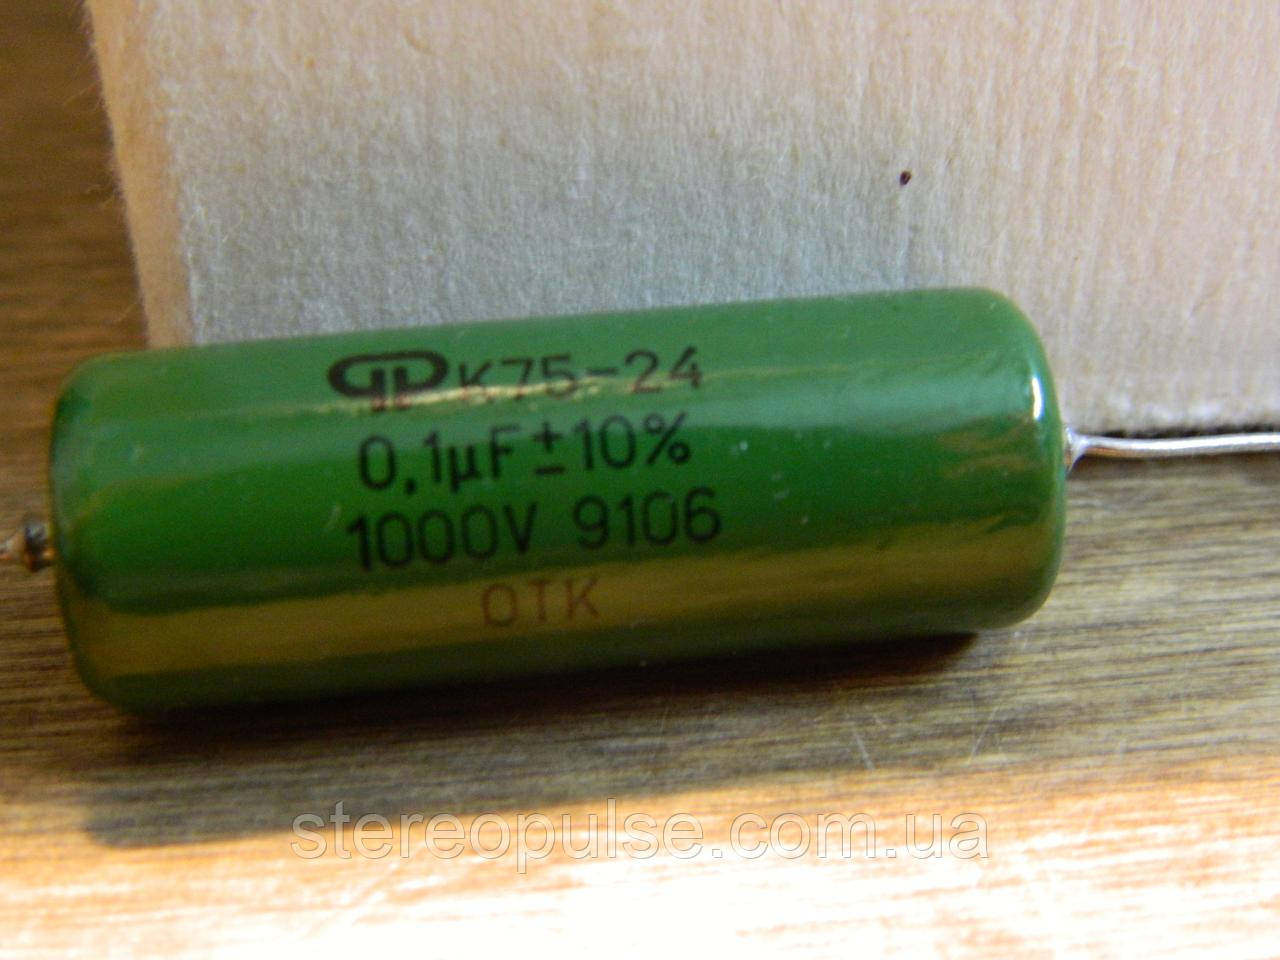 К75-24
0,1µF±10%
1000V 9106
ОТК
stereopulse.com.ua